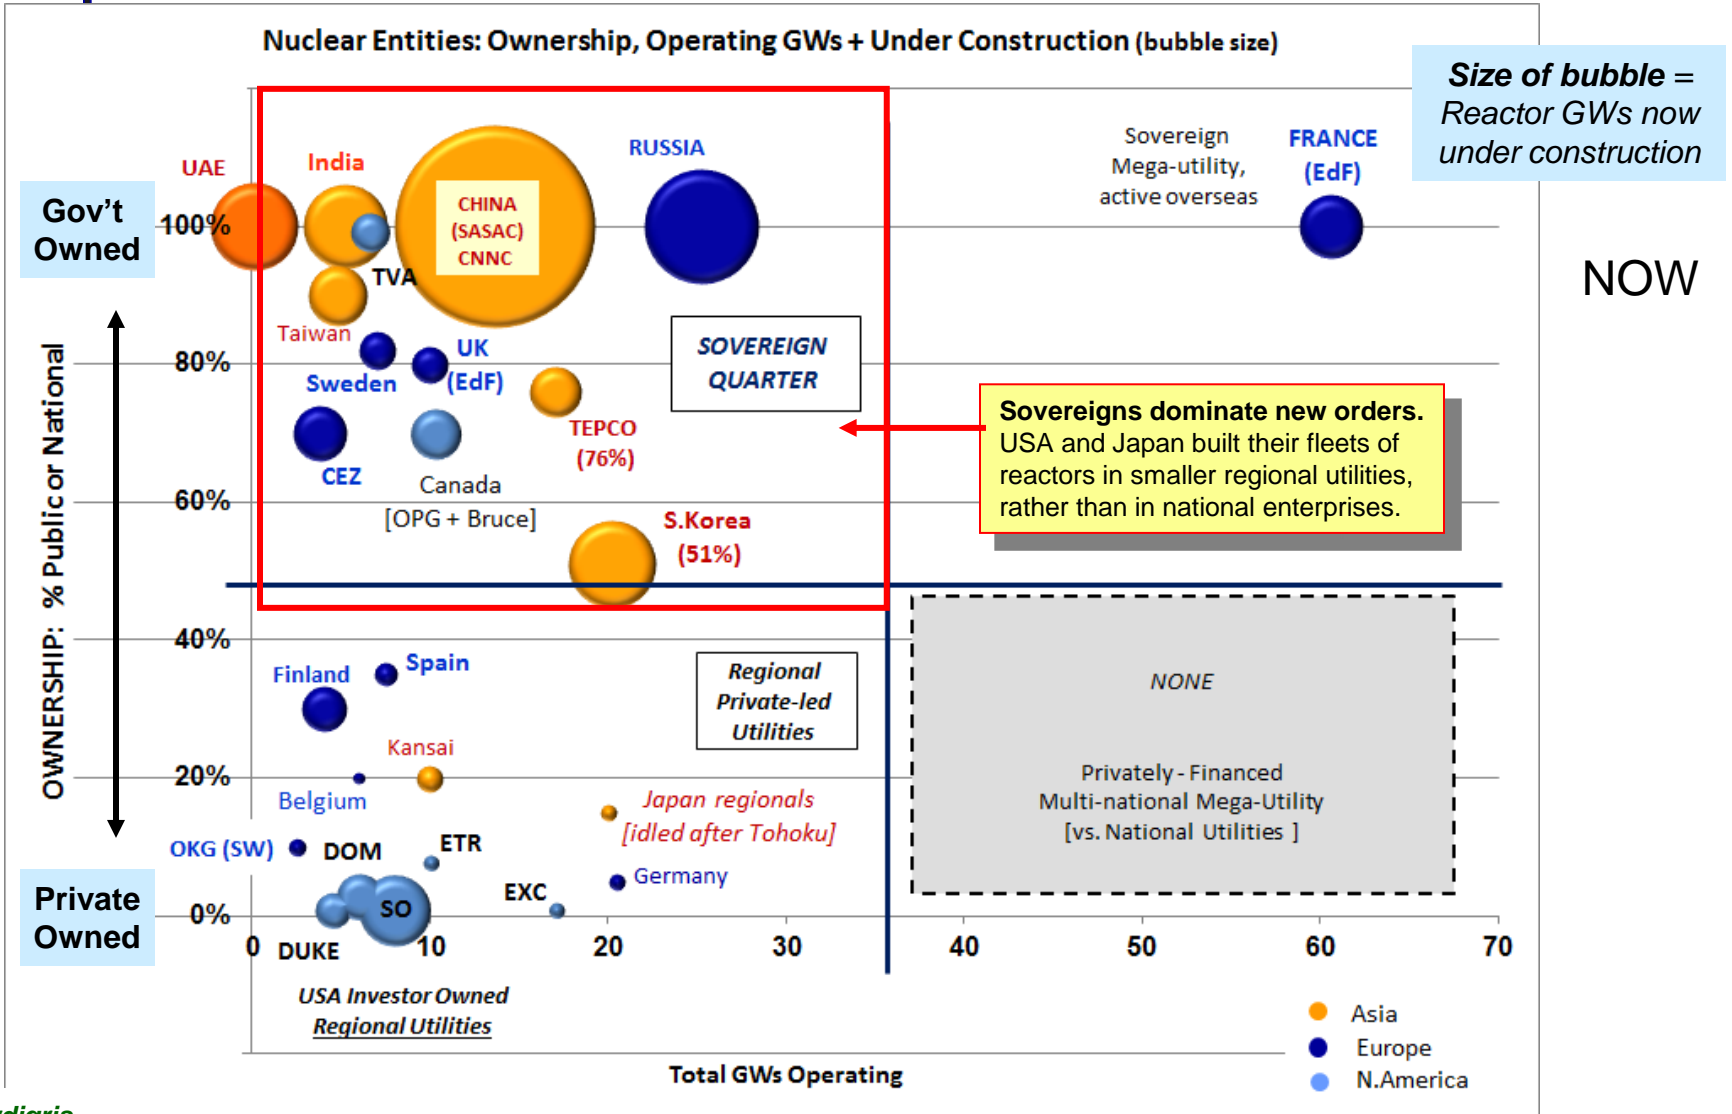 Nuclear Entities: Ownership, Operating GWs + Under Construction (bubble size)
Size of bubble =
Reactor GWs now
under construction
NOW
Gov't
Owned
Private
Owned
OWNERSHIP: % Public or National
100%
80%
60%
40%
20%
0%
UAE
India
CHINA
(SASAC)
CNNC
RUSSIA
Sovereign
Mega-utility,
active overseas
FRANCE
(EdF)
TVA
Taiwan
Sweden
UK
(EdF)
SOVEREIGN
QUARTER
CEZ
Canada
[OPG + Bruce]
TEPCO
(76%)
S.Korea
(51%)
Sovereigns dominate new orders.
USA and Japan built their fleets of
reactors in smaller regional utilities,
rather than in national enterprises.
Finland
Spain
Regional
Private-led
Utilities
Kansai
Belgium
Japan regionals
[idled after Tohoku]
OKG (SW)
DOM
ETR
EXC
Germany
SO
DUKE
NONE
Privately - Financed
Multi-national Mega-Utility
[vs. National Utilities ]
0 10 20 30 40 50 60 70
USA Investor Owned
Regional Utilities
Total GWs Operating
Asia
Europe
N.America